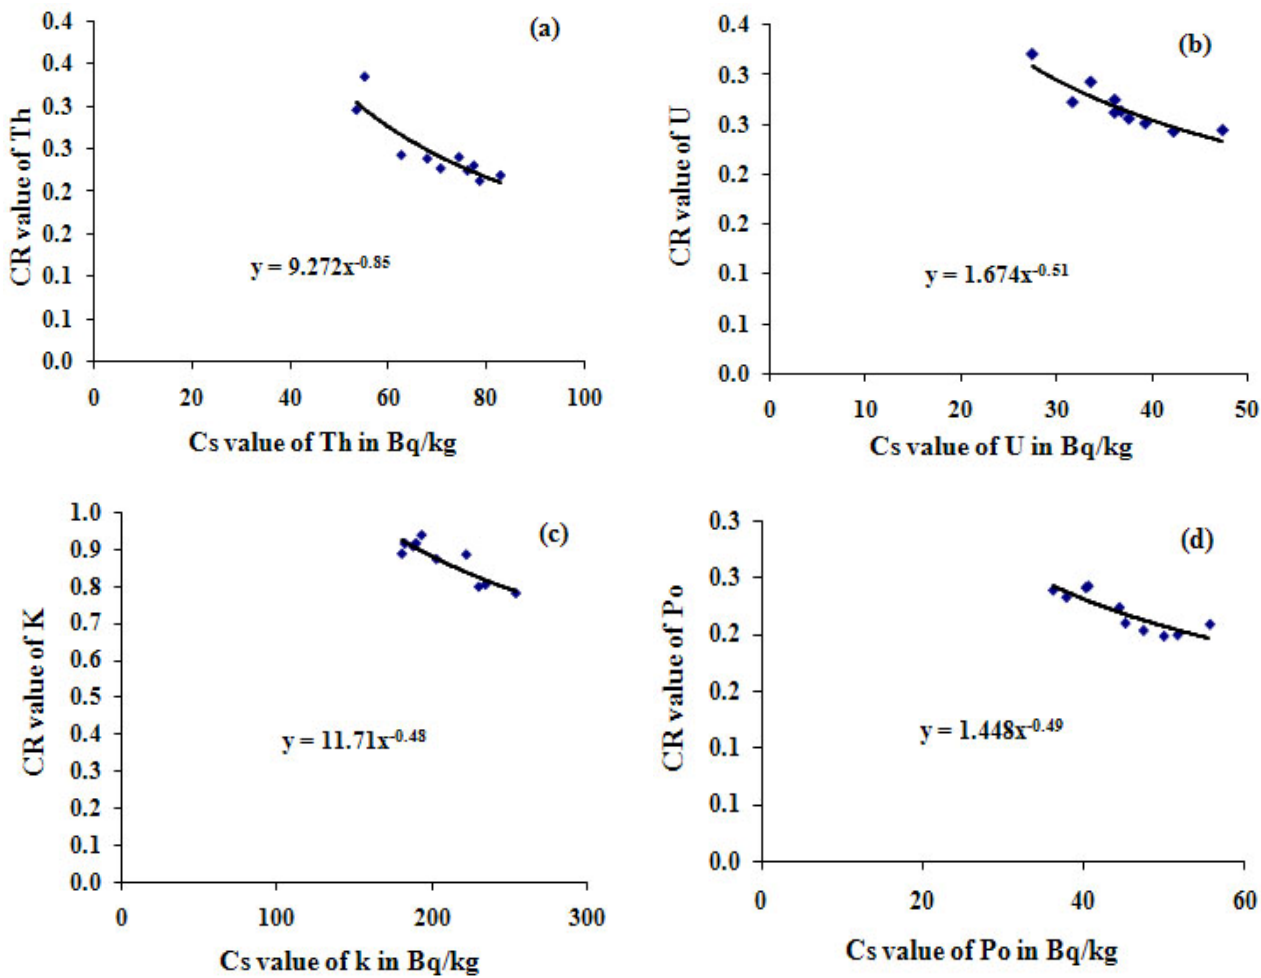 (a)
CR value of Th
0.4
0.4
0.3
0.3
0.2
0.2
0.1
0.1
0.0
y = 9.272x^-0.85
0 20 40 60 80 100
Cs value of Th in Bq/kg
(b)
CR value of U
0.4
0.3
0.3
0.2
0.2
0.1
0.1
0.0
y = 1.674x^-0.51
0 10 20 30 40 50
Cs value of U in Bq/kg
(c)
CR value of K
1.0
0.9
0.8
0.7
0.6
0.5
0.4
0.3
0.2
0.1
0.0
y = 11.71x^-0.48
0 100 200 300
Cs value of k in Bq/kg
(d)
CR value of Po
0.3
0.3
0.2
0.2
0.1
0.1
0.0
y = 1.448x^-0.49
0 20 40 60
Cs value of Po in Bq/kg